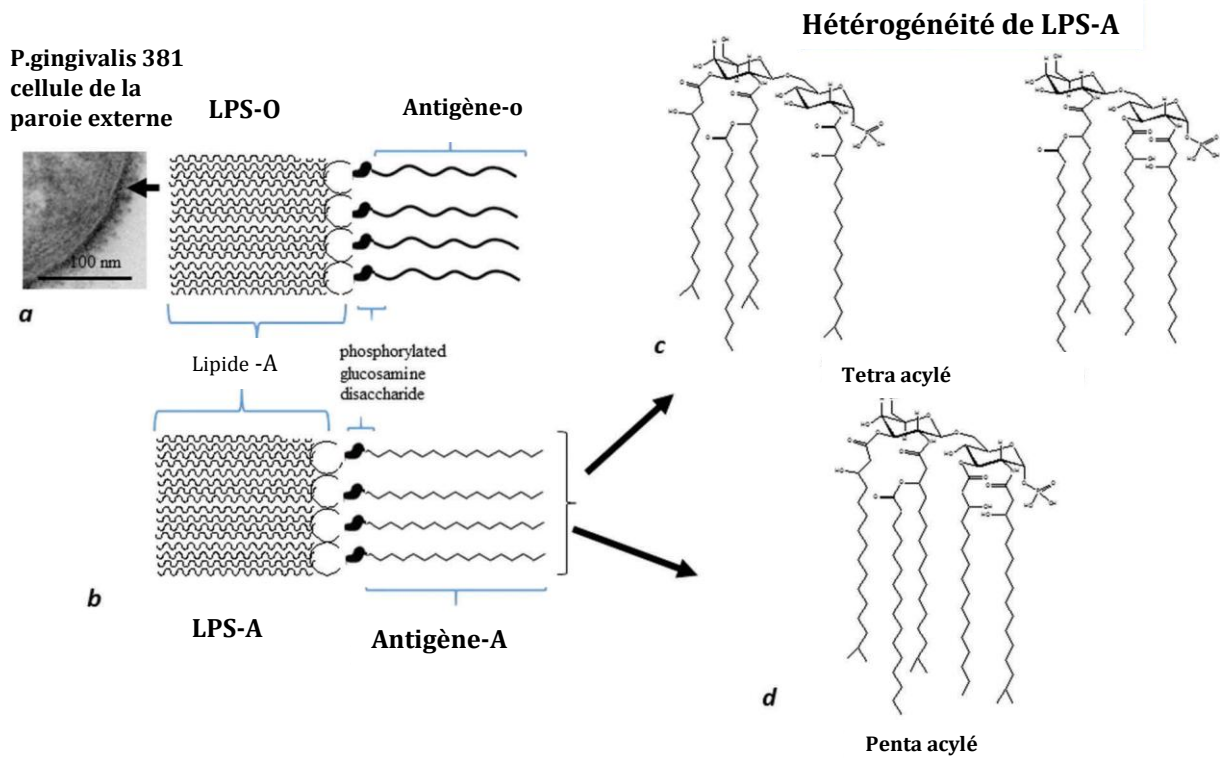 Hétérogénéité de LPS-A
P.gingivalis 381
cellule de la
paroie externe
LPS-O
Antigène-o
100 nm
a
Lipide -A
phosphorylated
glucosamine
disaccharide
b
LPS-A
Antigène-A
c
Tetra acylé
d
Penta acylé